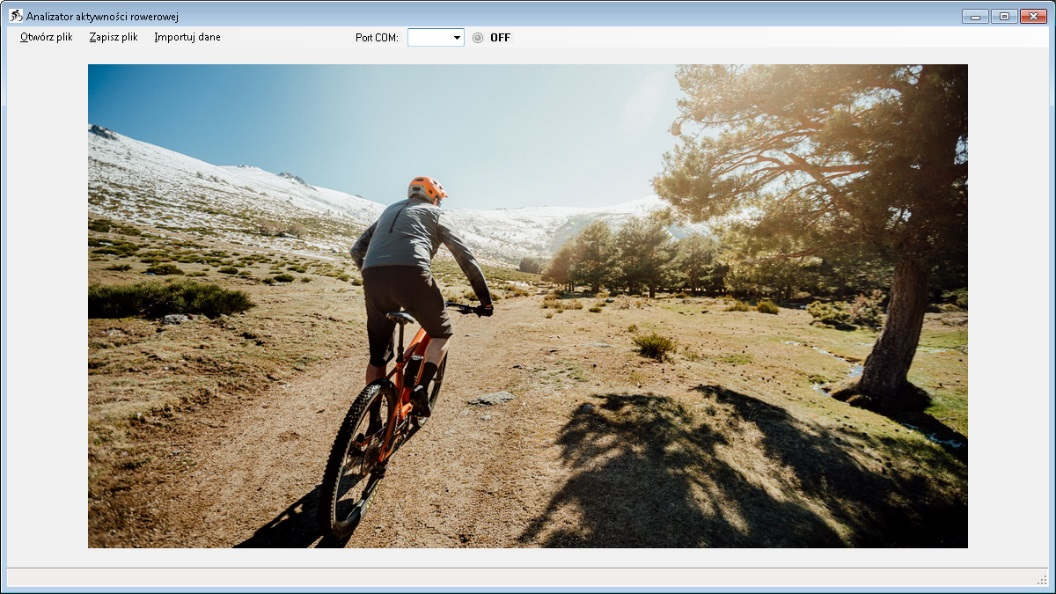 Analizator aktywności rowerowej
Otwórz plik Zapisz plik Importuj dane Port COM: OFF